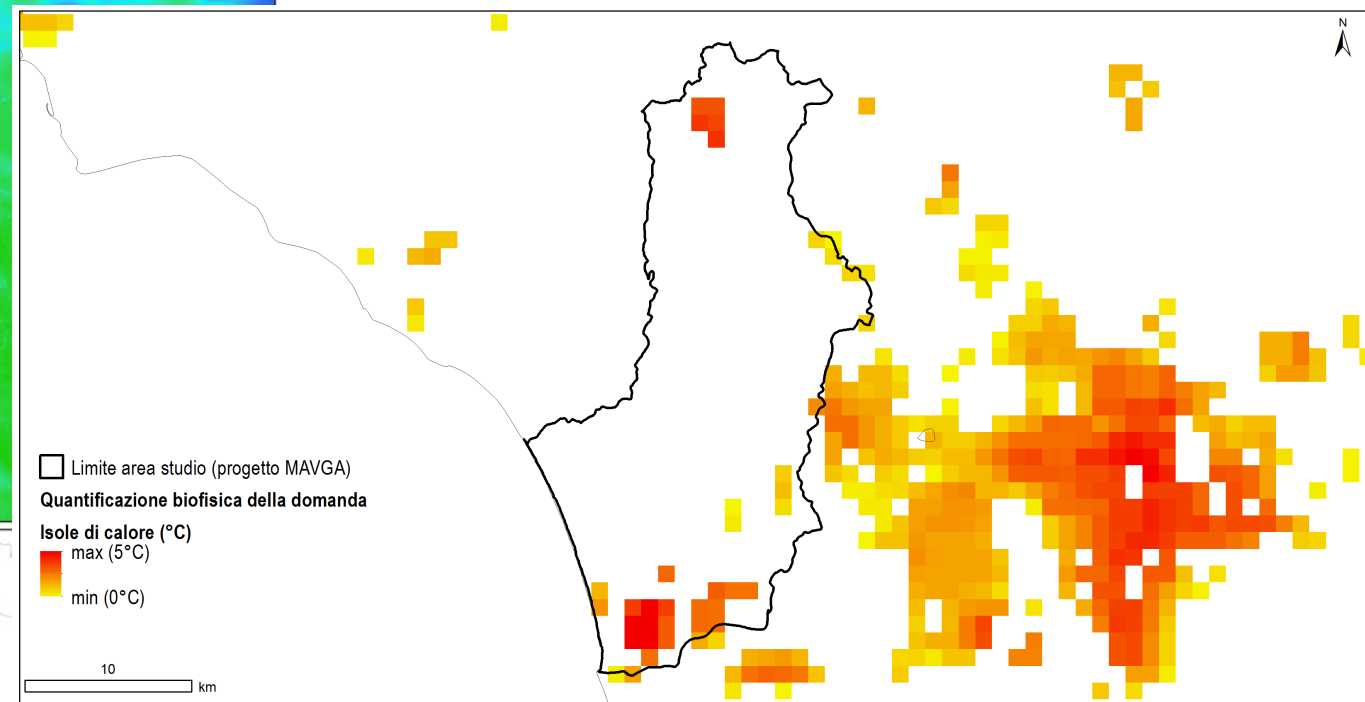 N
Limite area studio (progetto MAVGA)
Quantificazione biofisica della domanda
Isole di calore (°C)
max (5°C)
min (0°C)
10
km